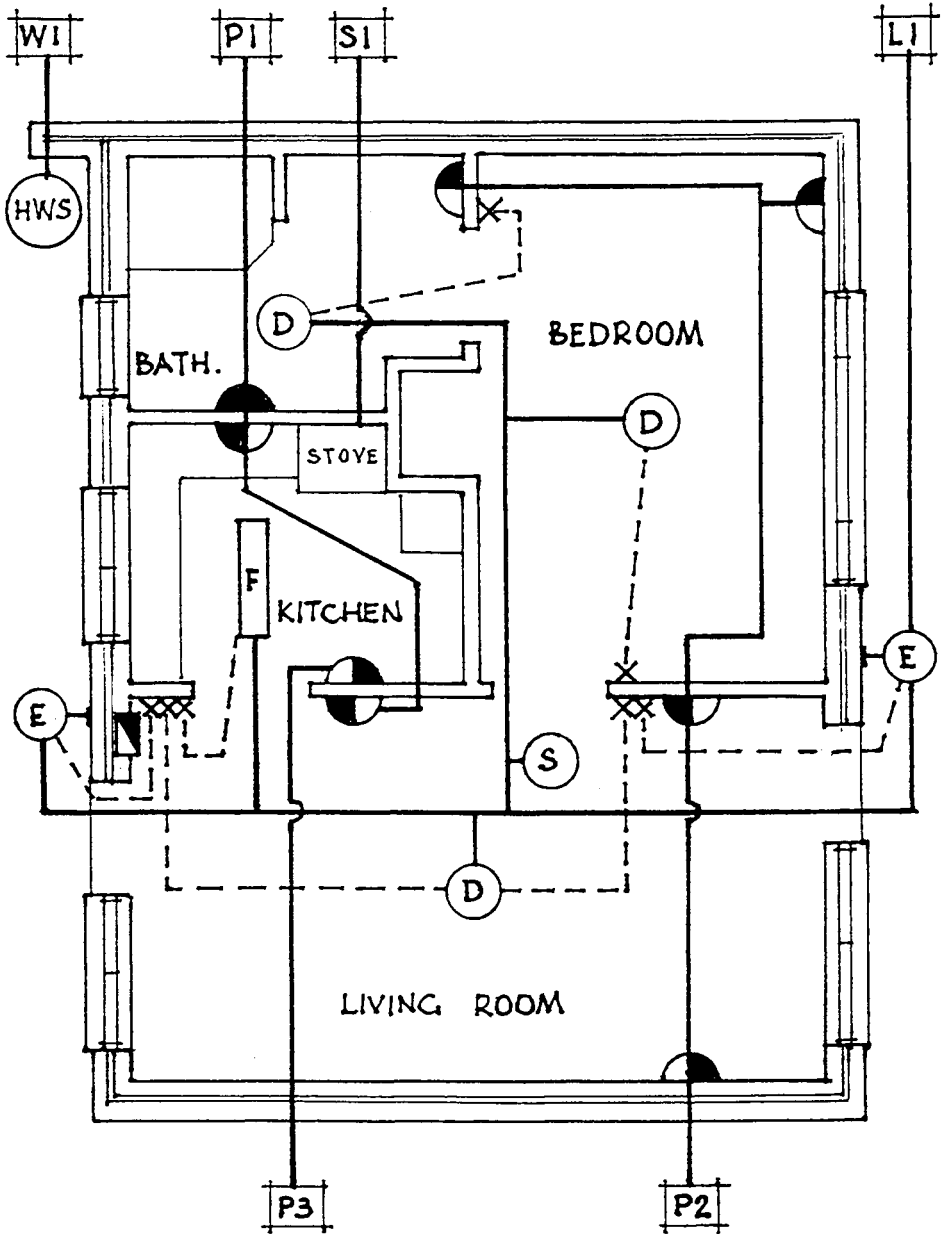 W1 P1 S1 L1
HWS
D
BEDROOM
BATH.
D
STOVE
F
KITCHEN
E
E
S
D
LIVING ROOM
P3 P2